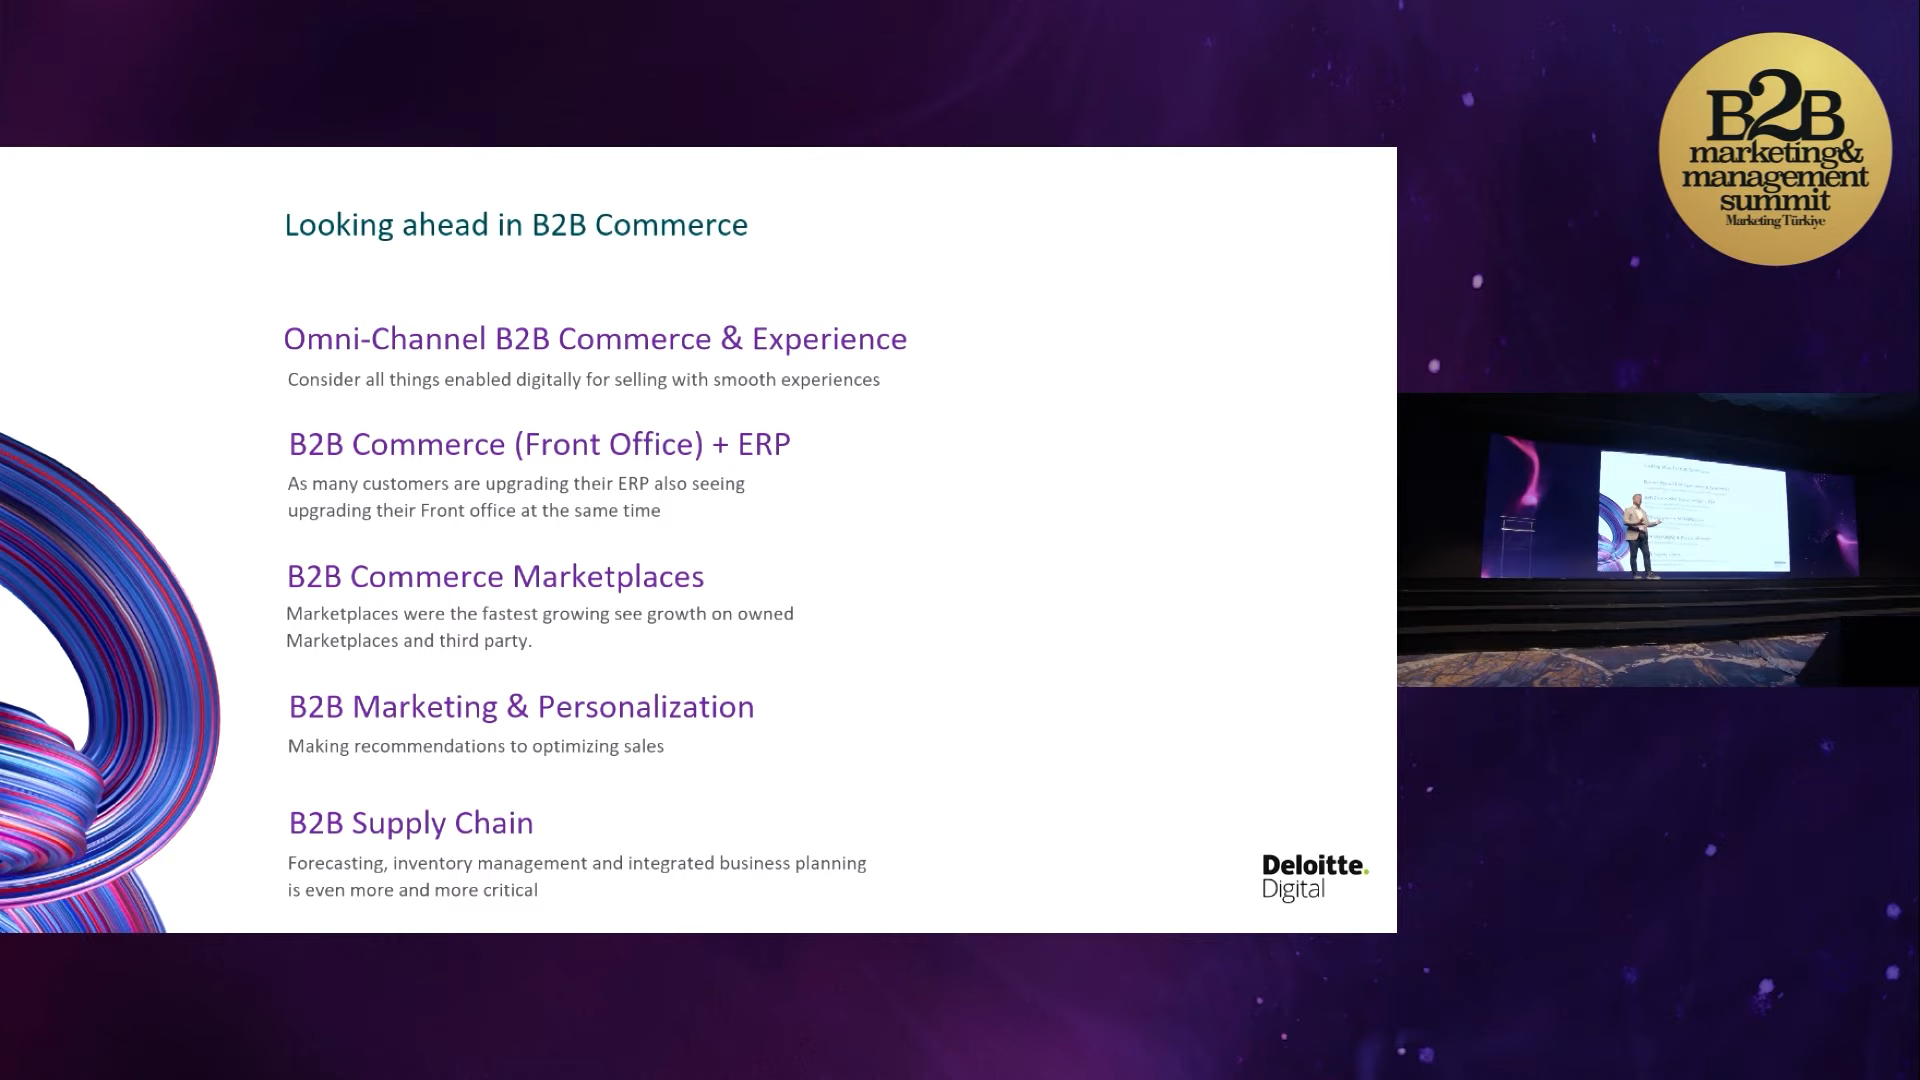 B2B
marketing&
management
summit
Marketing Türkiye
Looking ahead in B2B Commerce
Omni-Channel B2B Commerce & Experience
Consider all things enabled digitally for selling with smooth experiences
B2B Commerce (Front Office) + ERP
As many customers are upgrading their ERP also seeing
upgrading their Front office at the same time
B2B Commerce Marketplaces
Marketplaces were the fastest growing see growth on owned
Marketplaces and third party.
B2B Marketing & Personalization
Making recommendations to optimizing sales
B2B Supply Chain
Forecasting, inventory management and integrated business planning
is even more and more critical
Deloitte.
Digital